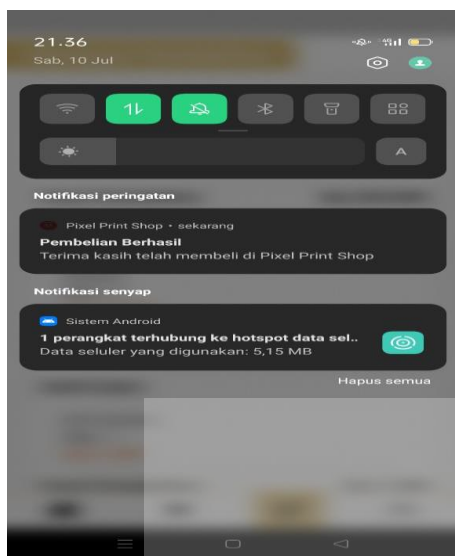 21.36
Sab, 10 Jul
A
Notifikasi peringatan
Pixel Print Shop • sekarang
Pembelian Berhasil
Terima kasih telah membeli di Pixel Print Shop
Notifikasi senyap
Sistem Android
1 perangkat terhubung ke hotspot data sel..
Data seluler yang digunakan: 5,15 MB
Hapus semua